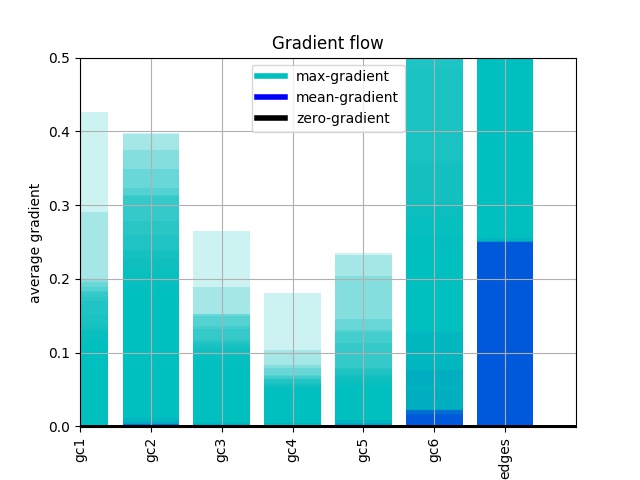 Gradient flow
max-gradient
mean-gradient
zero-gradient
average gradient
0.5
0.4
0.3
0.2
0.1
0.0
gc1
gc2
gc3
gc4
gc5
gc6
edges